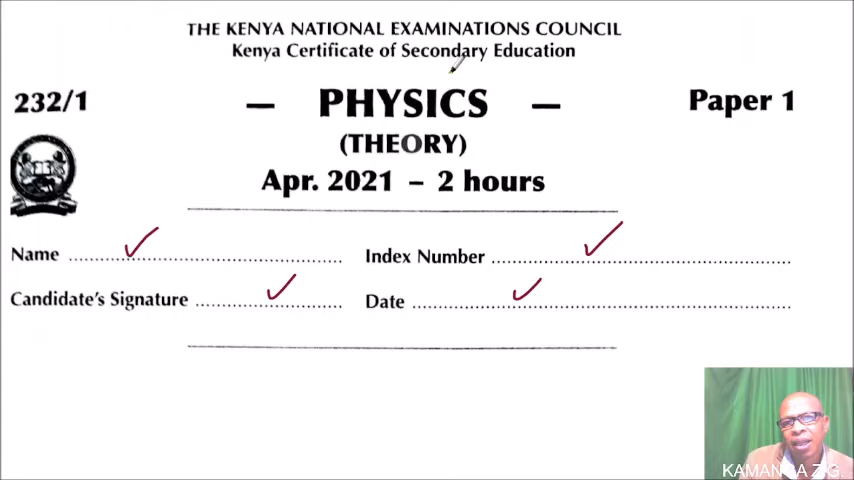 THE KENYA NATIONAL EXAMINATIONS COUNCIL
Kenya Certificate of Secondary Education
232/1 — PHYSICS — Paper 1
(THEORY)
Apr. 2021 – 2 hours
Name ........................ Index Number ........................
Candidate's Signature ........................ Date ........................
KAMANGA Z.G.